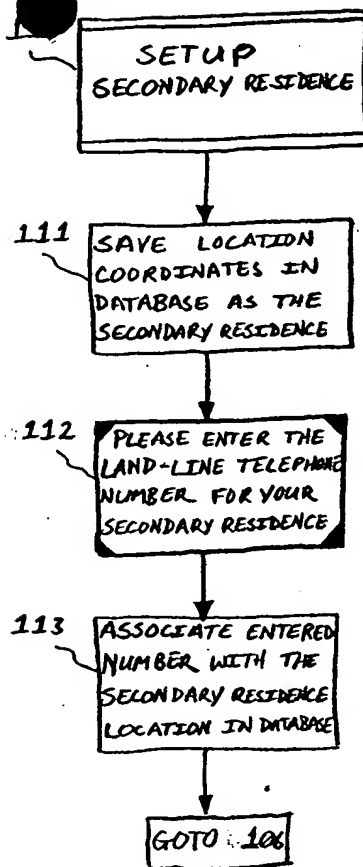 SETUP
SECONDARY RESIDENCE
111
SAVE LOCATION
COORDINATES IN
DATABASE AS THE
SECONDARY RESIDENCE
112
PLEASE ENTER THE
LAND-LINE TELEPHONE
NUMBER FOR YOUR
SECONDARY RESIDENCE
113
ASSOCIATE ENTERED
NUMBER WITH THE
SECONDARY RESIDENCE
LOCATION IN DATABASE
GOTO 106